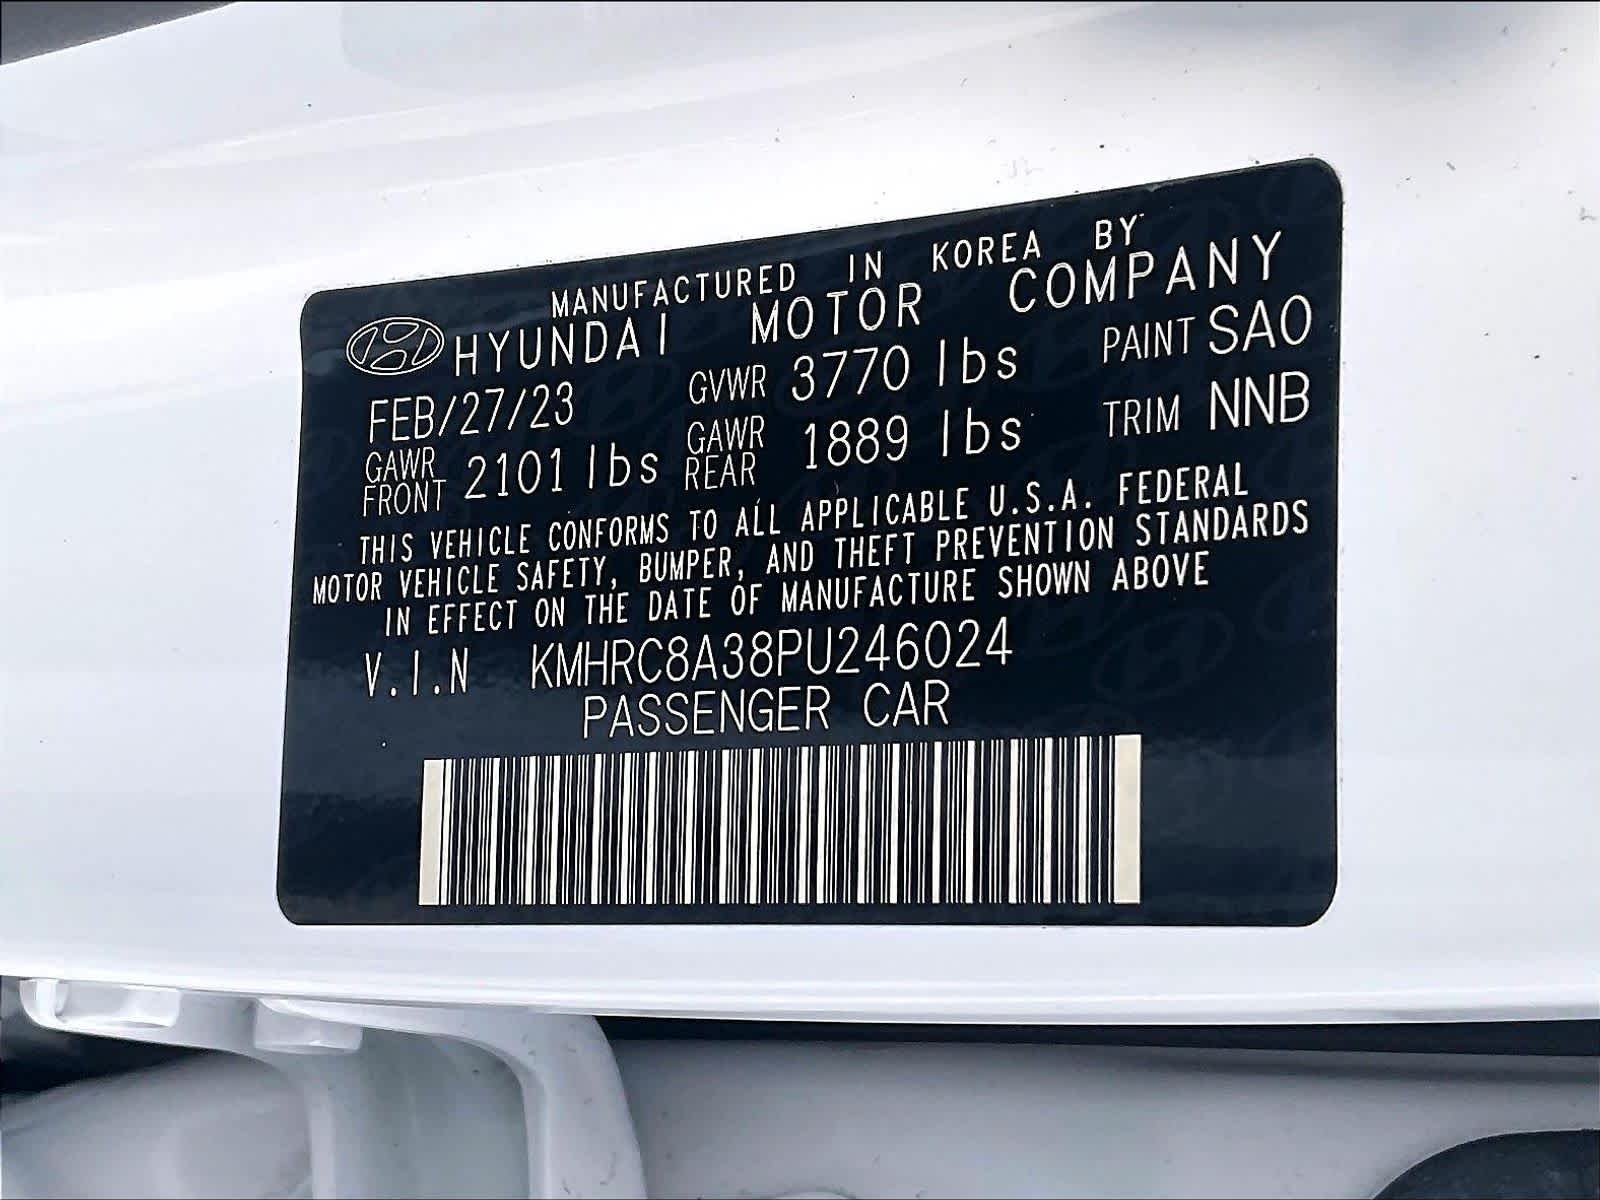 MANUFACTURED IN KOREA BY
HYUNDAI MOTOR COMPANY
FEB/27/23 GVWR 3770 lbs PAINT SAO
GAWR FRONT 2101 lbs GAWR REAR 1889 lbs TRIM NNB
THIS VEHICLE CONFORMS TO ALL APPLICABLE U.S.A. FEDERAL
MOTOR VEHICLE SAFETY, BUMPER, AND THEFT PREVENTION STANDARDS
IN EFFECT ON THE DATE OF MANUFACTURE SHOWN ABOVE
V.I.N KMHRC8A38PU246024
PASSENGER CAR